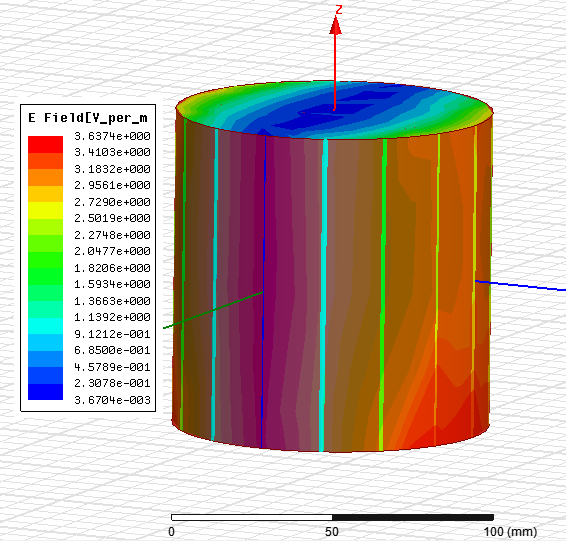 Z
E Field[V_per_m
3.6374e+000
3.4103e+000
3.1832e+000
2.9561e+000
2.7290e+000
2.5019e+000
2.2748e+000
2.0477e+000
1.8206e+000
1.5934e+000
1.3663e+000
1.1392e+000
9.1212e-001
6.8500e-001
4.5789e-001
2.3078e-001
3.6704e-003
0 50 100 (mm)